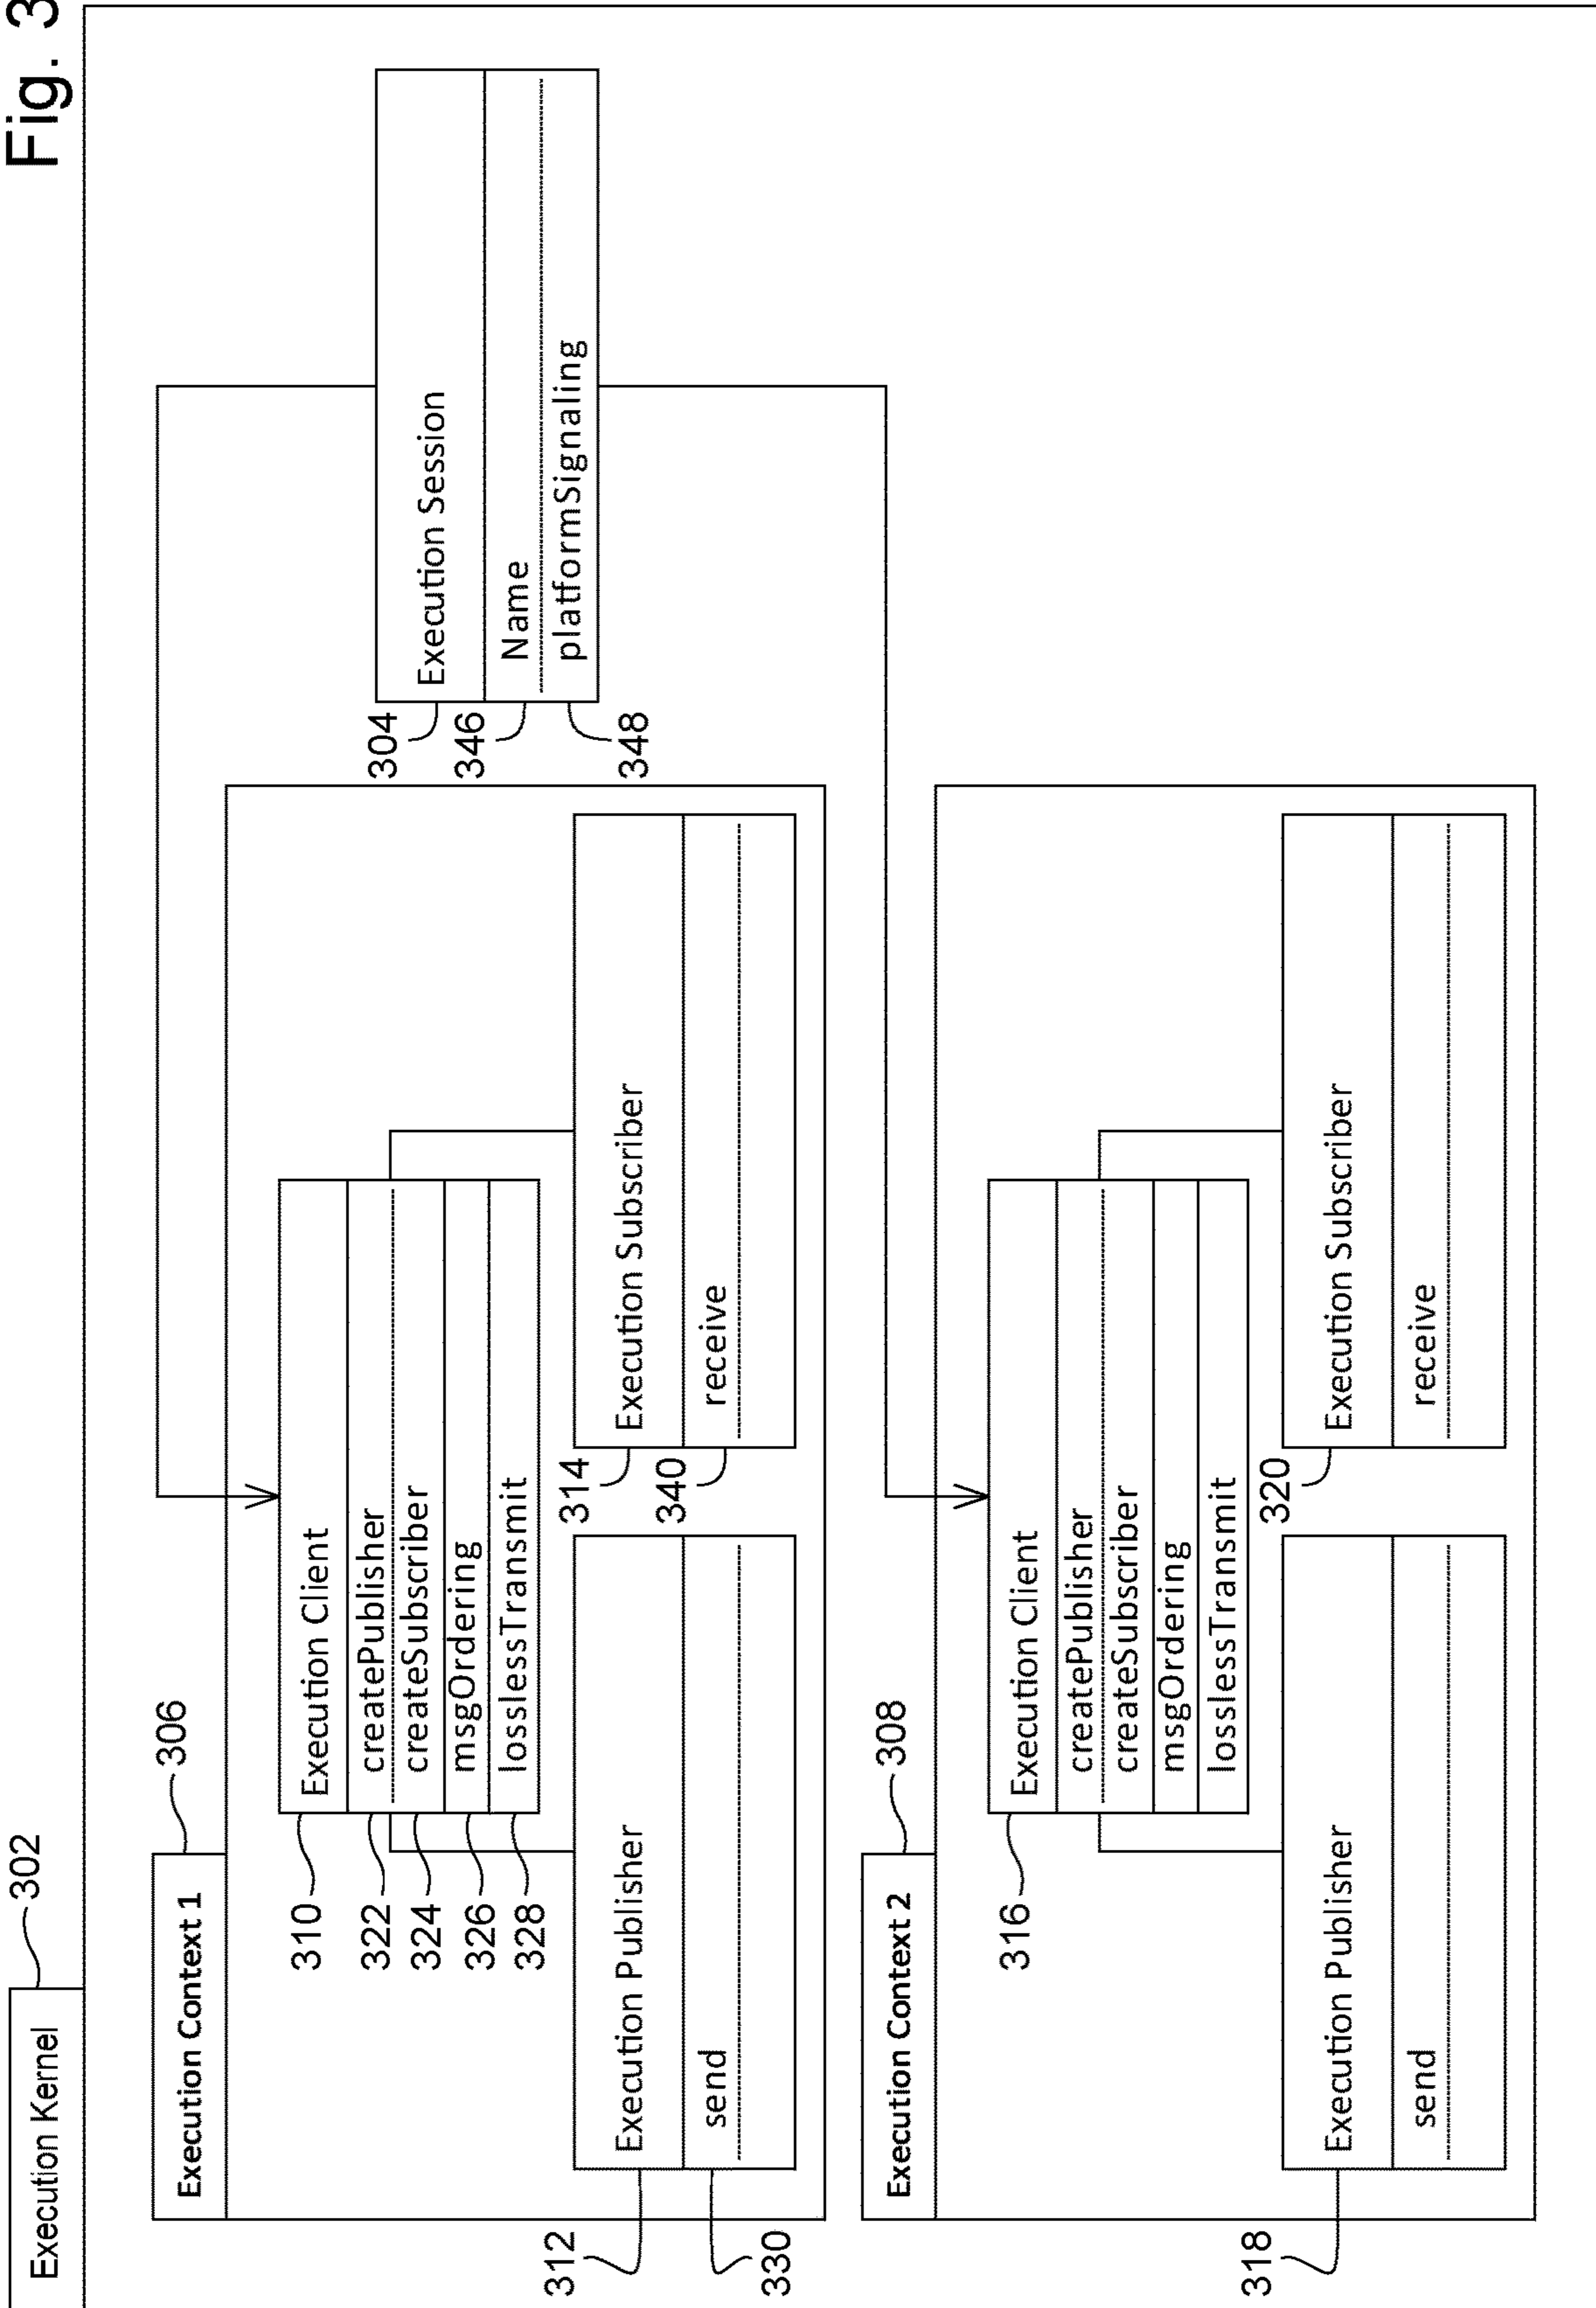 Fig. 3
Execution Kernel
302
Execution Context 1
306
310
Execution Client
322
createPublisher
324
createSubscriber
326
msgOrdering
328
losslessTransmit
312
Execution Publisher
330
send
314
Execution Subscriber
340
receive
304
Execution Session
346
Name
348
platformSignaling
Execution Context 2
308
316
Execution Client
createPublisher
createSubscriber
msgOrdering
losslessTransmit
318
Execution Publisher
send
320
Execution Subscriber
receive